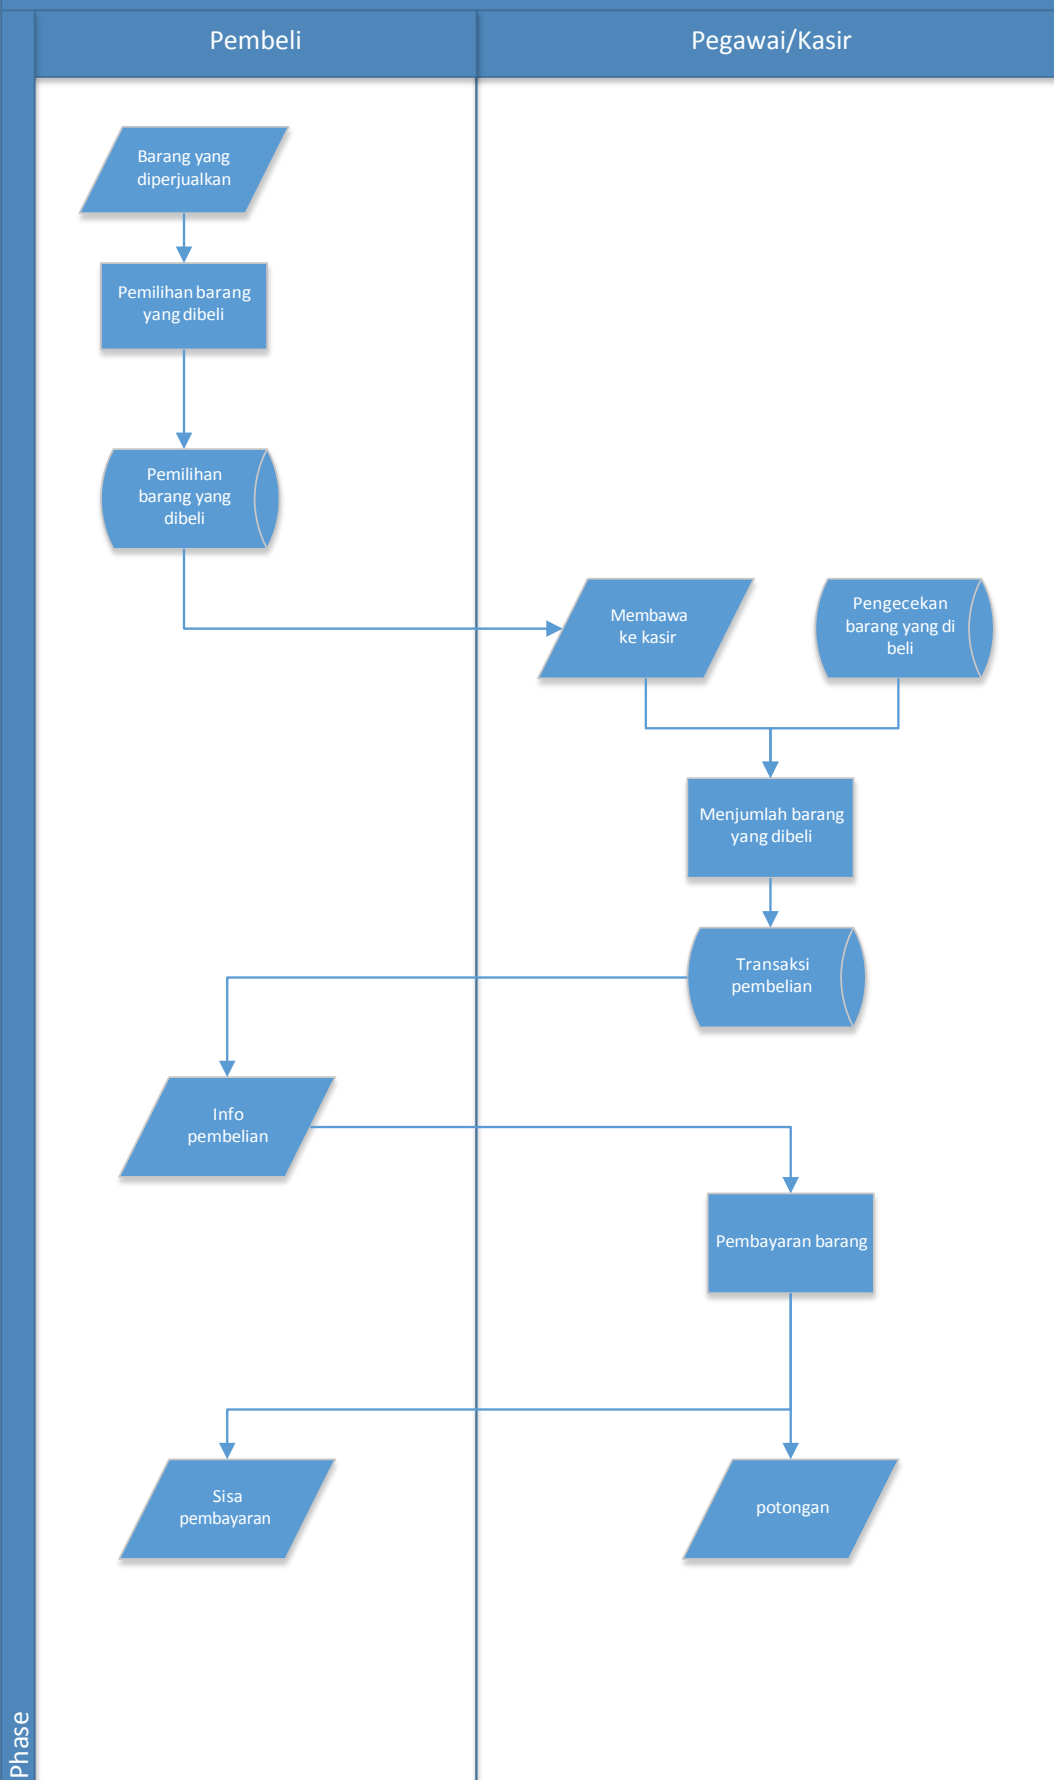 Pembeli
Pegawai/Kasir
Barang yang
diperjualkan
Pemilihan barang
yang dibeli
Pemilihan
barang yang
dibeli
Membawa
ke kasir
Pengecekan
barang yang di
beli
Menjumlah barang
yang dibeli
Transaksi
pembelian
Info
pembelian
Pembayaran barang
Sisa
pembayaran
potongan
Phase